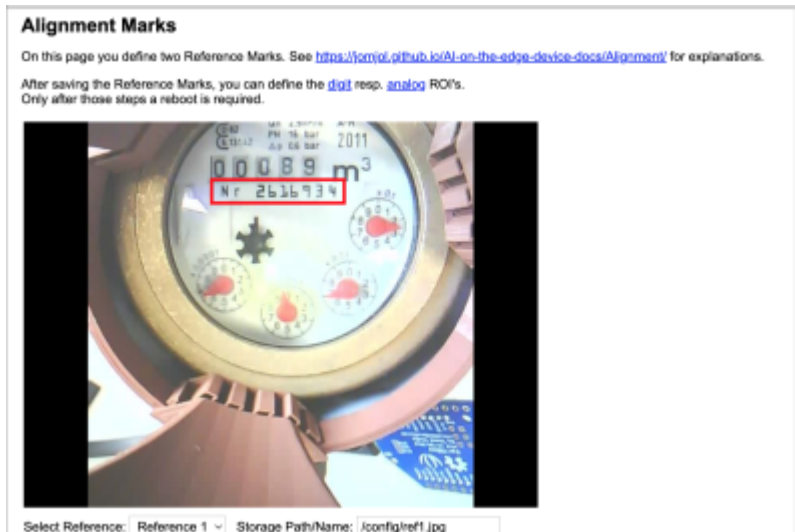 Alignment Marks
On this page you define two Reference Marks. See https://jomjol.github.io/AI-on-the-edge-device-docs/Alignment/ for explanations.
After saving the Reference Marks, you can define the digit resp. analog ROI's.
Only after those steps a reboot is required.
PN 16 bar
2011
00089 m³
Nr 2616934
Select Reference: Reference 1 Storage Path/Name: /config/ref1.jpg